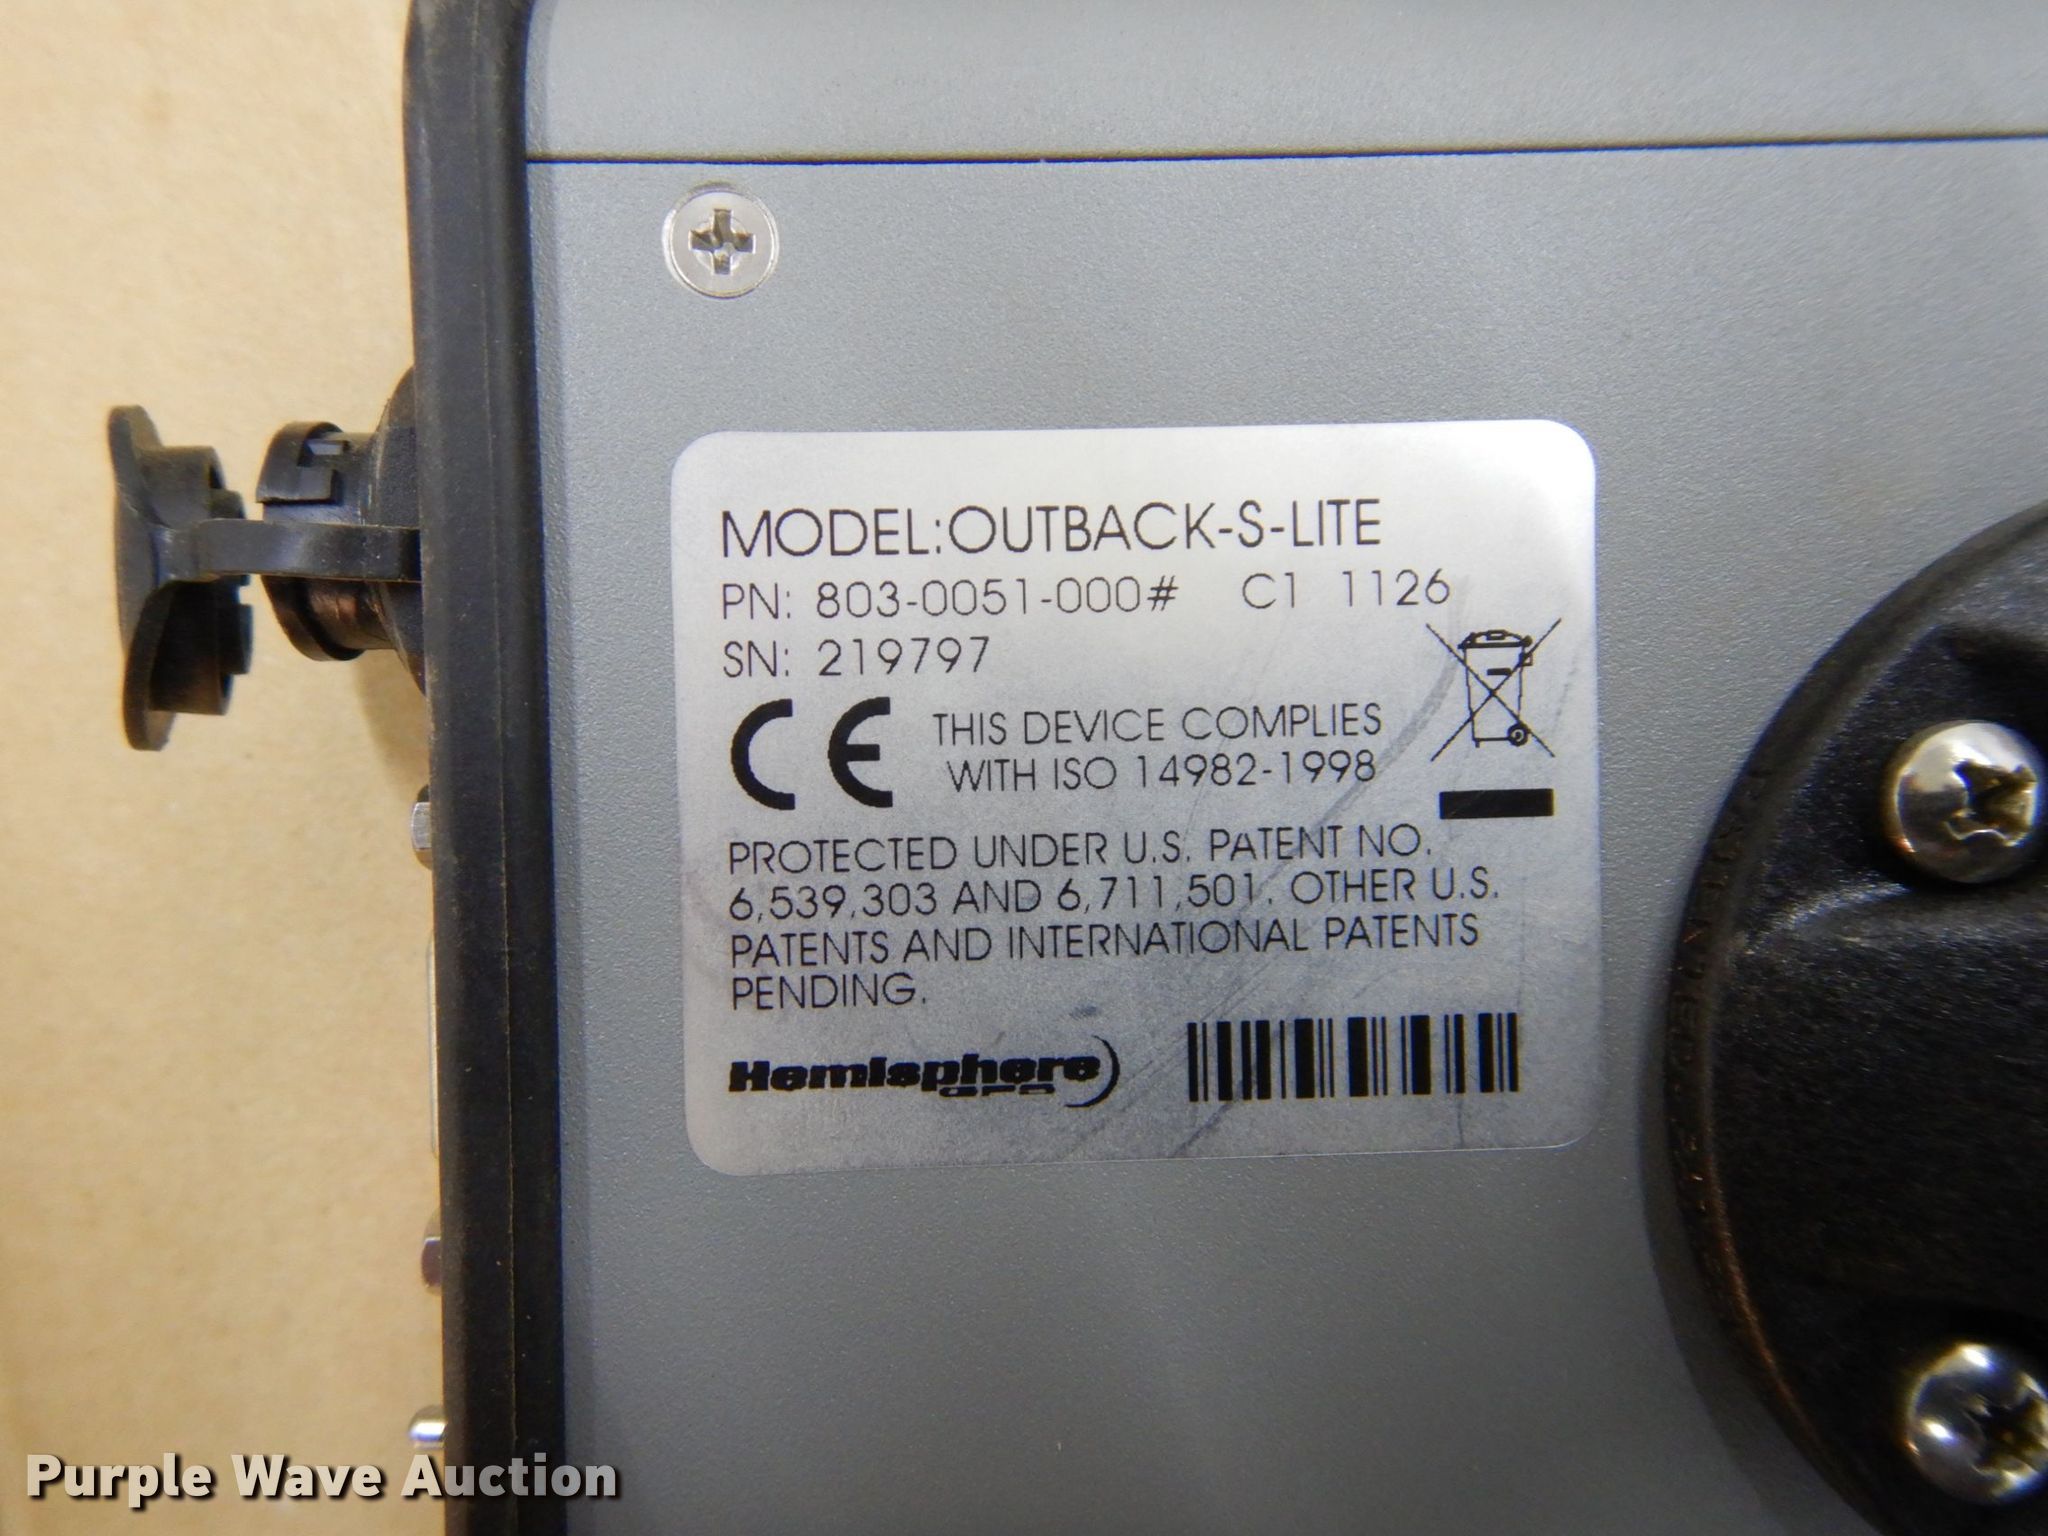 MODEL:OUTBACK-S-LITE
PN: 803-0051-000# C1 1126
SN: 219797
CE THIS DEVICE COMPLIES
WITH ISO 14982-1998
PROTECTED UNDER U.S. PATENT NO.
6,539,303 AND 6,711,501. OTHER U.S.
PATENTS AND INTERNATIONAL PATENTS
PENDING.
Hemisphere
GPS
Purple Wave Auction